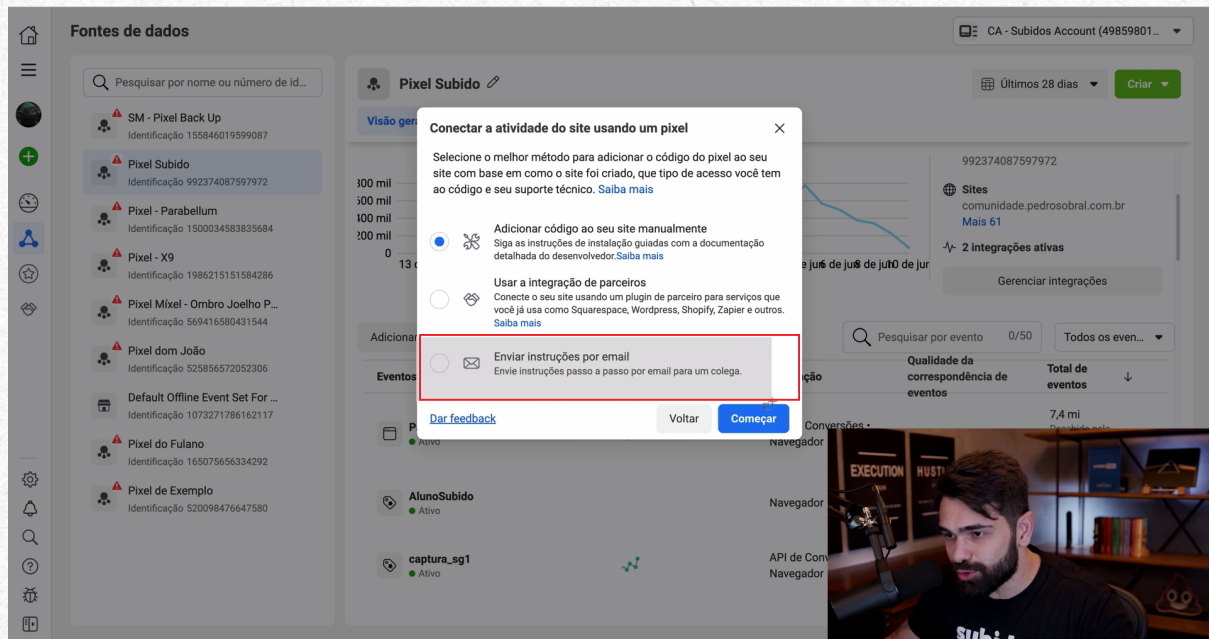 Fontes de dados
CA - Subidos Account (49859801...
Pesquisar por nome ou número de id...
SM - Pixel Back Up
Identificação 155846019599087
Pixel Subido
Identificação 992374087597972
Pixel - Parabellum
Identificação 1500034583835684
Pixel - X9
Identificação 1986215151584286
Pixel Míxel - Ombro Joelho P...
Identificação 569416580431544
Pixel dom João
Identificação 525856572052306
Default Offline Event Set For ...
Identificação 1073271786162117
Pixel do Fulano
Identificação 165075656334292
Pixel de Exemplo
Identificação 520098476647580
Pixel Subido
Últimos 28 dias
Criar
Visão gera
Conectar a atividade do site usando um pixel
Selecione o melhor método para adicionar o código do pixel ao seu
site com base em como o site foi criado, que tipo de acesso você tem
ao código e seu suporte técnico. Saiba mais
Adicionar código ao seu site manualmente
Siga as instruções de instalação guiadas com a documentação
detalhada do desenvolvedor.Saiba mais
Usar a integração de parceiros
Conecte o seu site usando um plugin de parceiro para serviços que
você já usa como Squarespace, Wordpress, Shopify, Zapier e outros.
Saiba mais
Enviar instruções por email
Envie instruções passo a passo por email para um colega.
Dar feedback
Voltar
Começar
992374087597972
Sites
comunidade.pedrosobral.com.br
Mais 61
2 integrações ativas
Gerenciar integrações
200 mil
0
13 d
Adicionar
Pesquisar por evento
0/50
Todos os even...
Eventos
Qualidade da
correspondência de
eventos
Total de
eventos
7,4 mi
Ativo
Conversões •
Navegador
AlunoSubido
Ativo
Navegador
captura_sg1
Ativo
API de Conv
Navegador
EXECUTION
HUSTL